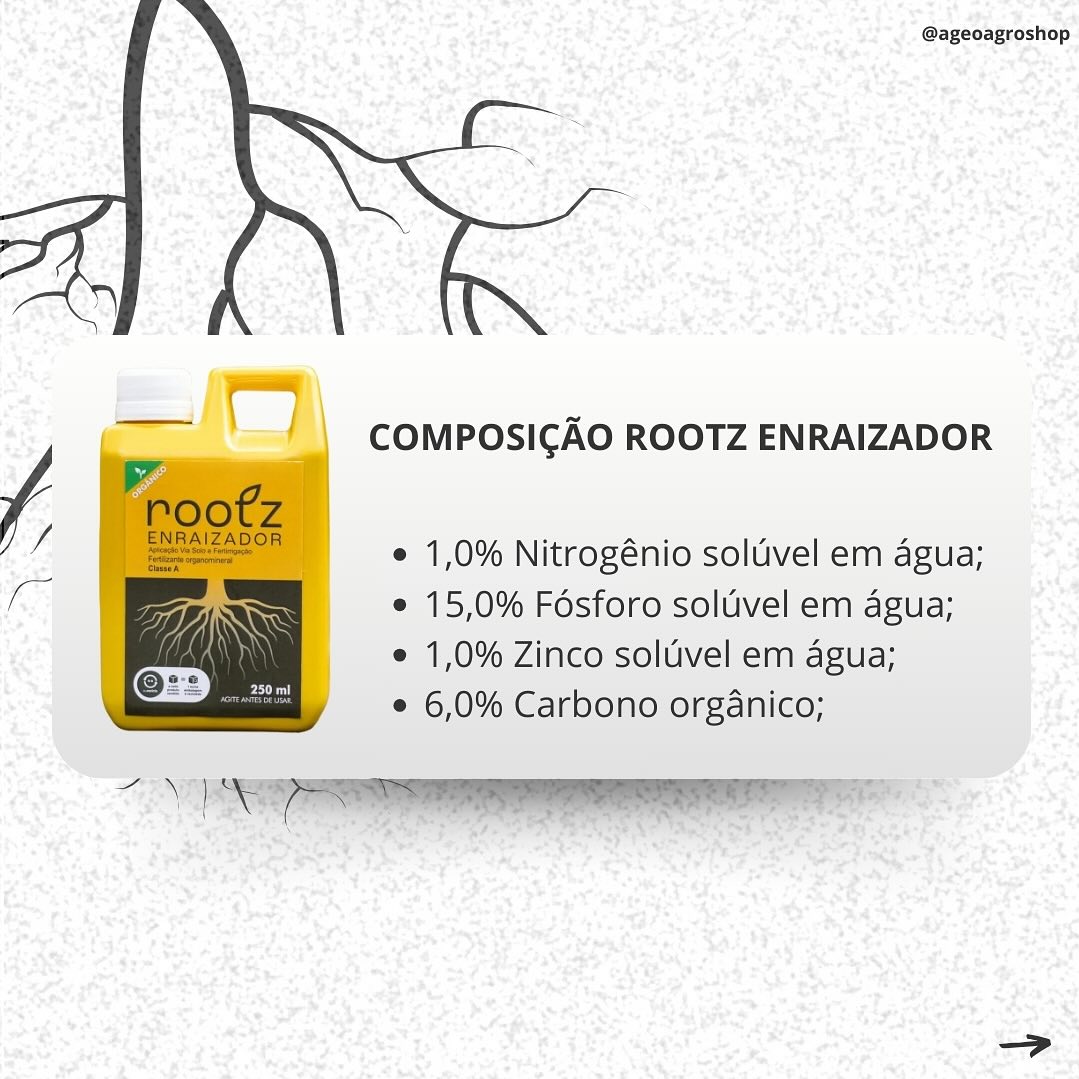 @ageoagroshop
COMPOSIÇÃO ROOTZ ENRAIZADOR
1,0% Nitrogênio solúvel em água;
15,0% Fósforo solúvel em água;
1,0% Zinco solúvel em água;
6,0% Carbono orgânico;
ORGÂNICO
rootz
ENRAIZADOR
Aplicação Via Solo e Fertirrigação
Fertilizante organomineral
Classe A
250 ml
AGITE ANTES DE USAR.